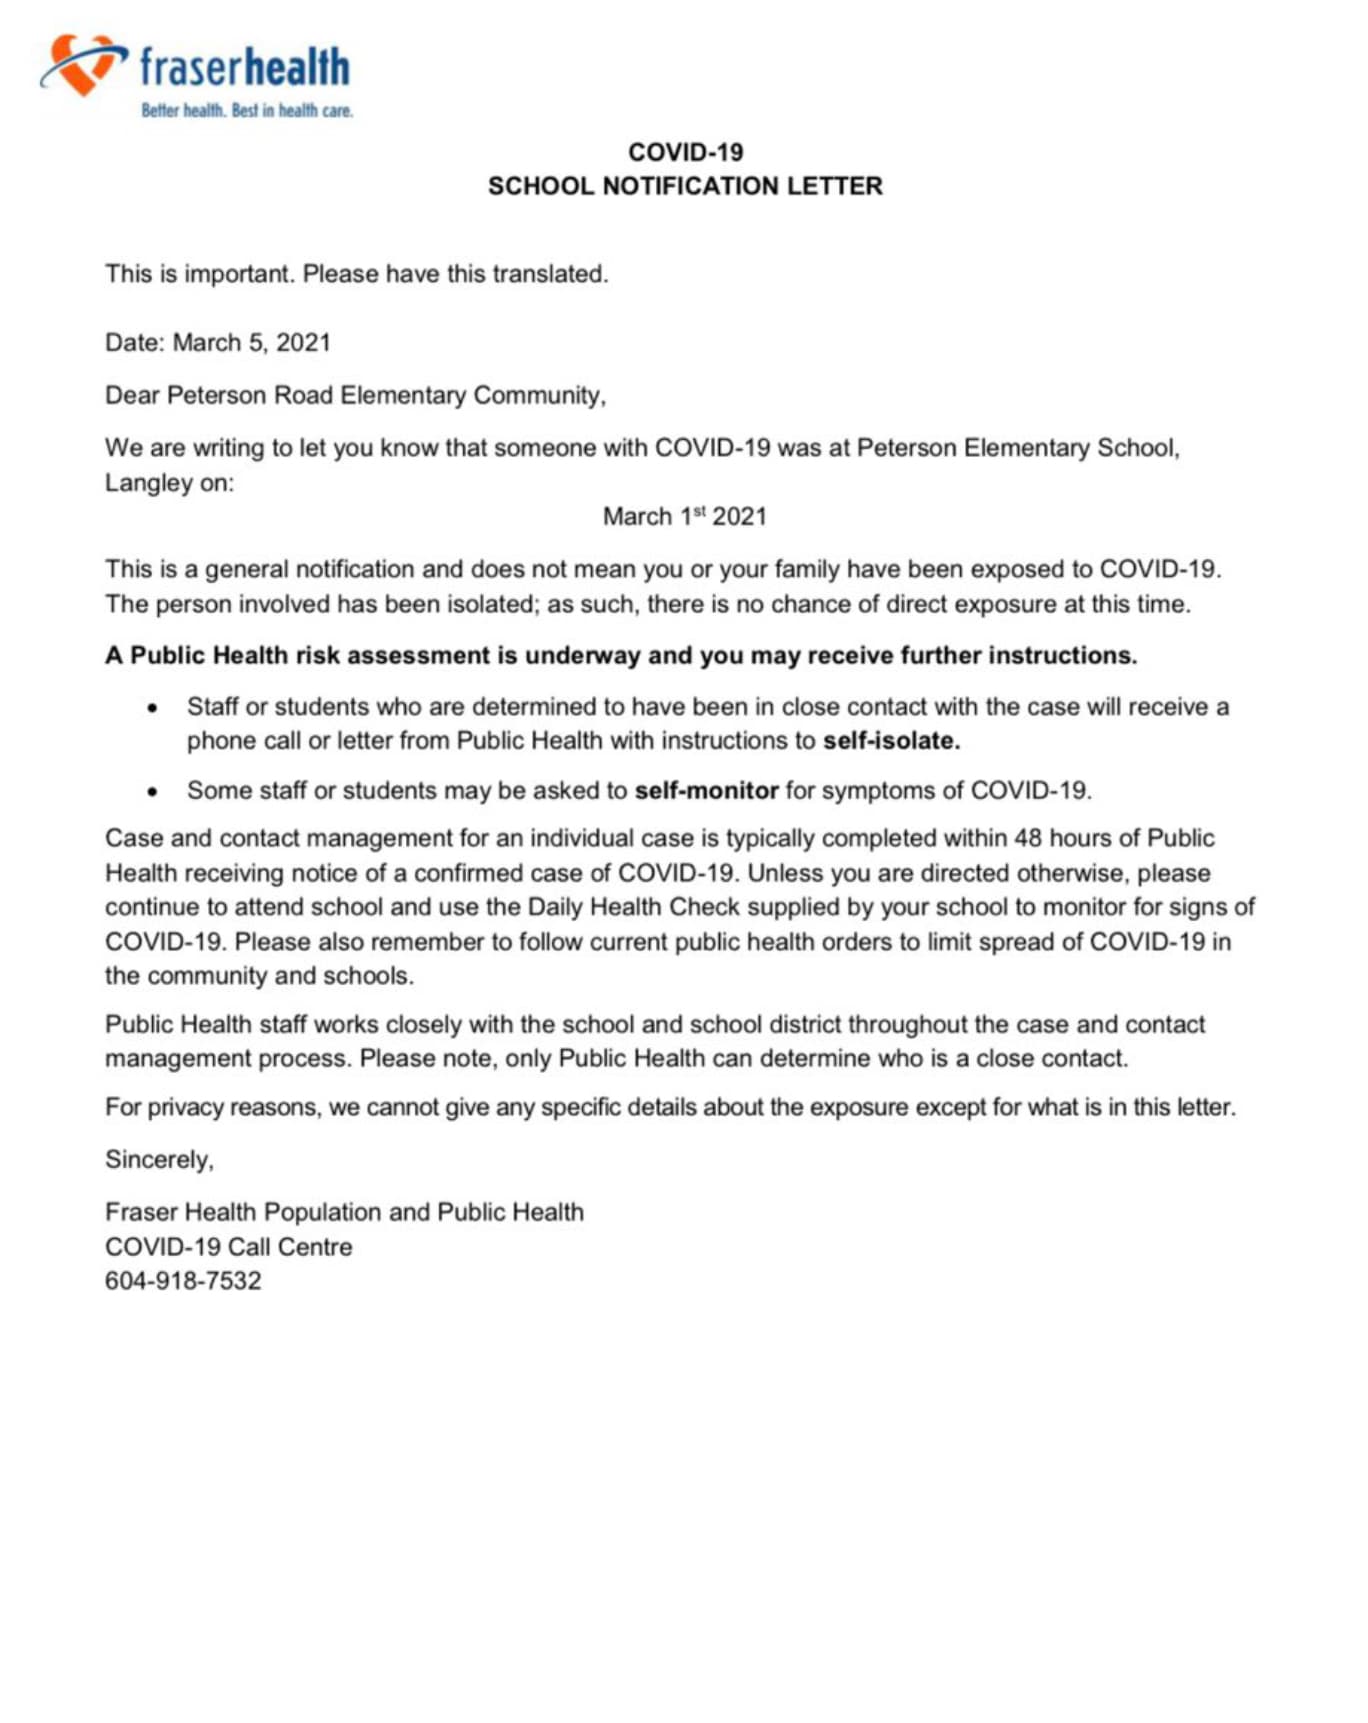 fraserhealth
Better health. Best in health care.
COVID-19
SCHOOL NOTIFICATION LETTER
This is important. Please have this translated.
Date: March 5, 2021
Dear Peterson Road Elementary Community,
We are writing to let you know that someone with COVID-19 was at Peterson Elementary School,
Langley on:
March 1st 2021
This is a general notification and does not mean you or your family have been exposed to COVID-19.
The person involved has been isolated; as such, there is no chance of direct exposure at this time.
A Public Health risk assessment is underway and you may receive further instructions.
• Staff or students who are determined to have been in close contact with the case will receive a
phone call or letter from Public Health with instructions to self-isolate.
• Some staff or students may be asked to self-monitor for symptoms of COVID-19.
Case and contact management for an individual case is typically completed within 48 hours of Public
Health receiving notice of a confirmed case of COVID-19. Unless you are directed otherwise, please
continue to attend school and use the Daily Health Check supplied by your school to monitor for signs of
COVID-19. Please also remember to follow current public health orders to limit spread of COVID-19 in
the community and schools.
Public Health staff works closely with the school and school district throughout the case and contact
management process. Please note, only Public Health can determine who is a close contact.
For privacy reasons, we cannot give any specific details about the exposure except for what is in this letter.
Sincerely,
Fraser Health Population and Public Health
COVID-19 Call Centre
604-918-7532